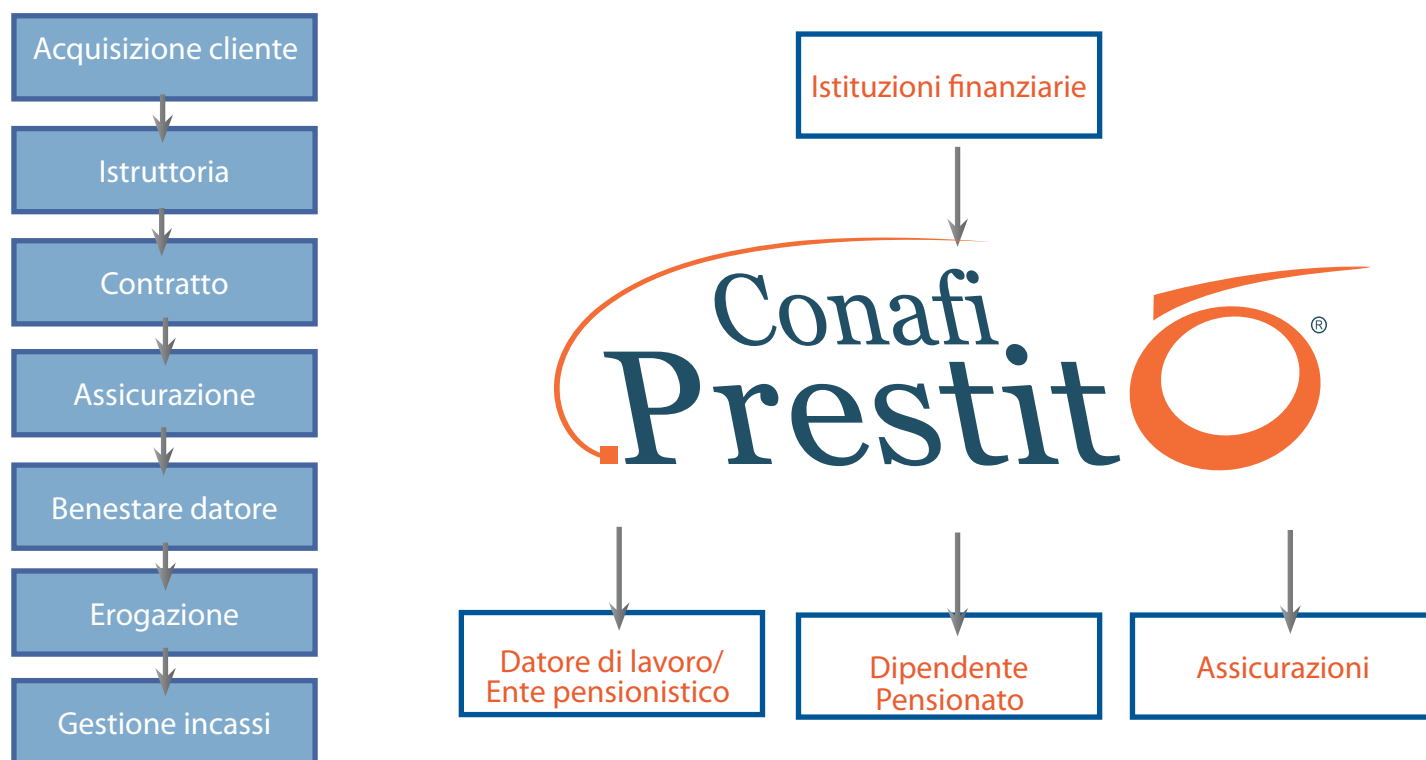 Acquisizione cliente
Istruttoria
Contratto
Assicurazione
Benestare datore
Erogazione
Gestione incassi
Istituzioni finanziarie
Conafi
.Prestitò®
Datore di lavoro/
Ente pensionistico
Dipendente
Pensionato
Assicurazioni